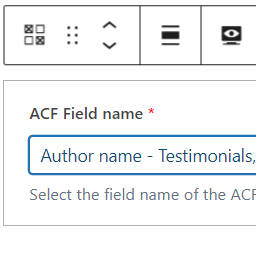 ACF Field name *
Author name - Testimonials,
Select the field name of the ACF